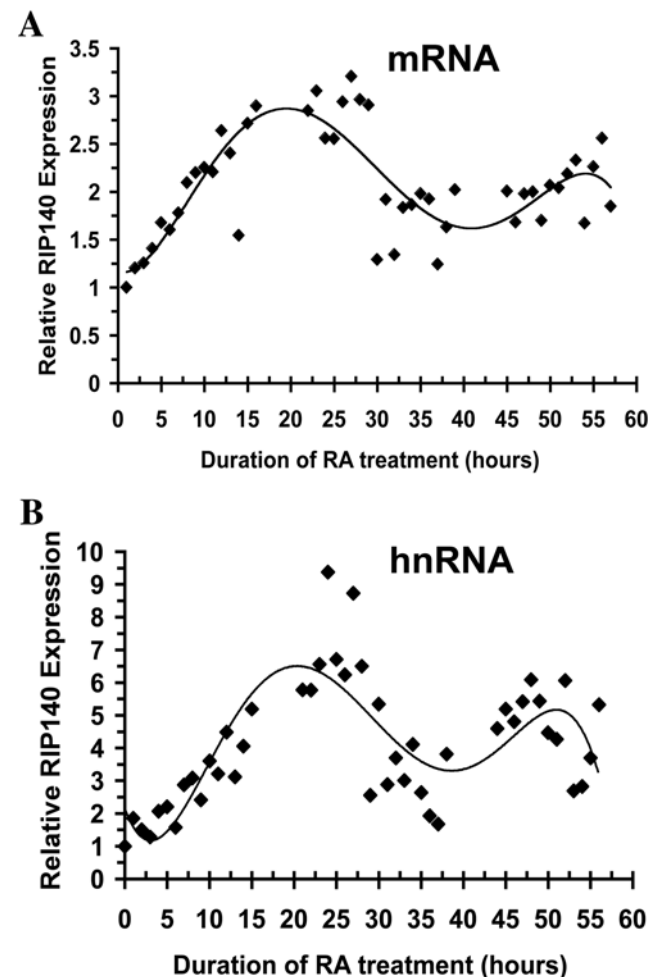 A
mRNA
Relative RIP140 Expression
3.5
3
2.5
2
1.5
1
0.5
0
0 5 10 15 20 25 30 35 40 45 50 55 60
Duration of RA treatment (hours)
B
hnRNA
Relative RIP140 Expression
10
9
8
7
6
5
4
3
2
1
0
0 5 10 15 20 25 30 35 40 45 50 55 60
Duration of RA treatment (hours)